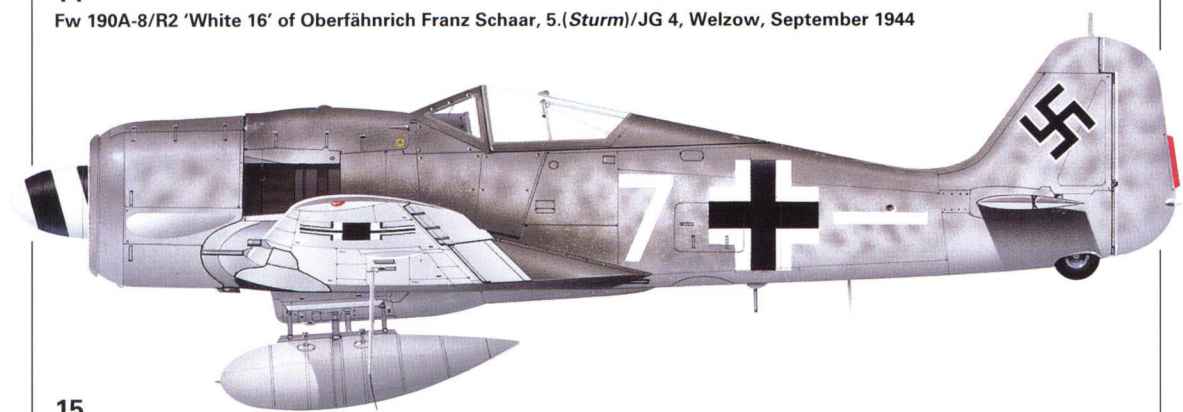 Fw 190A-8/R2 ‘White 16’ of Oberfähnrich Franz Schaar, 5.(Sturm)/JG 4, Welzow, September 1944
7
15